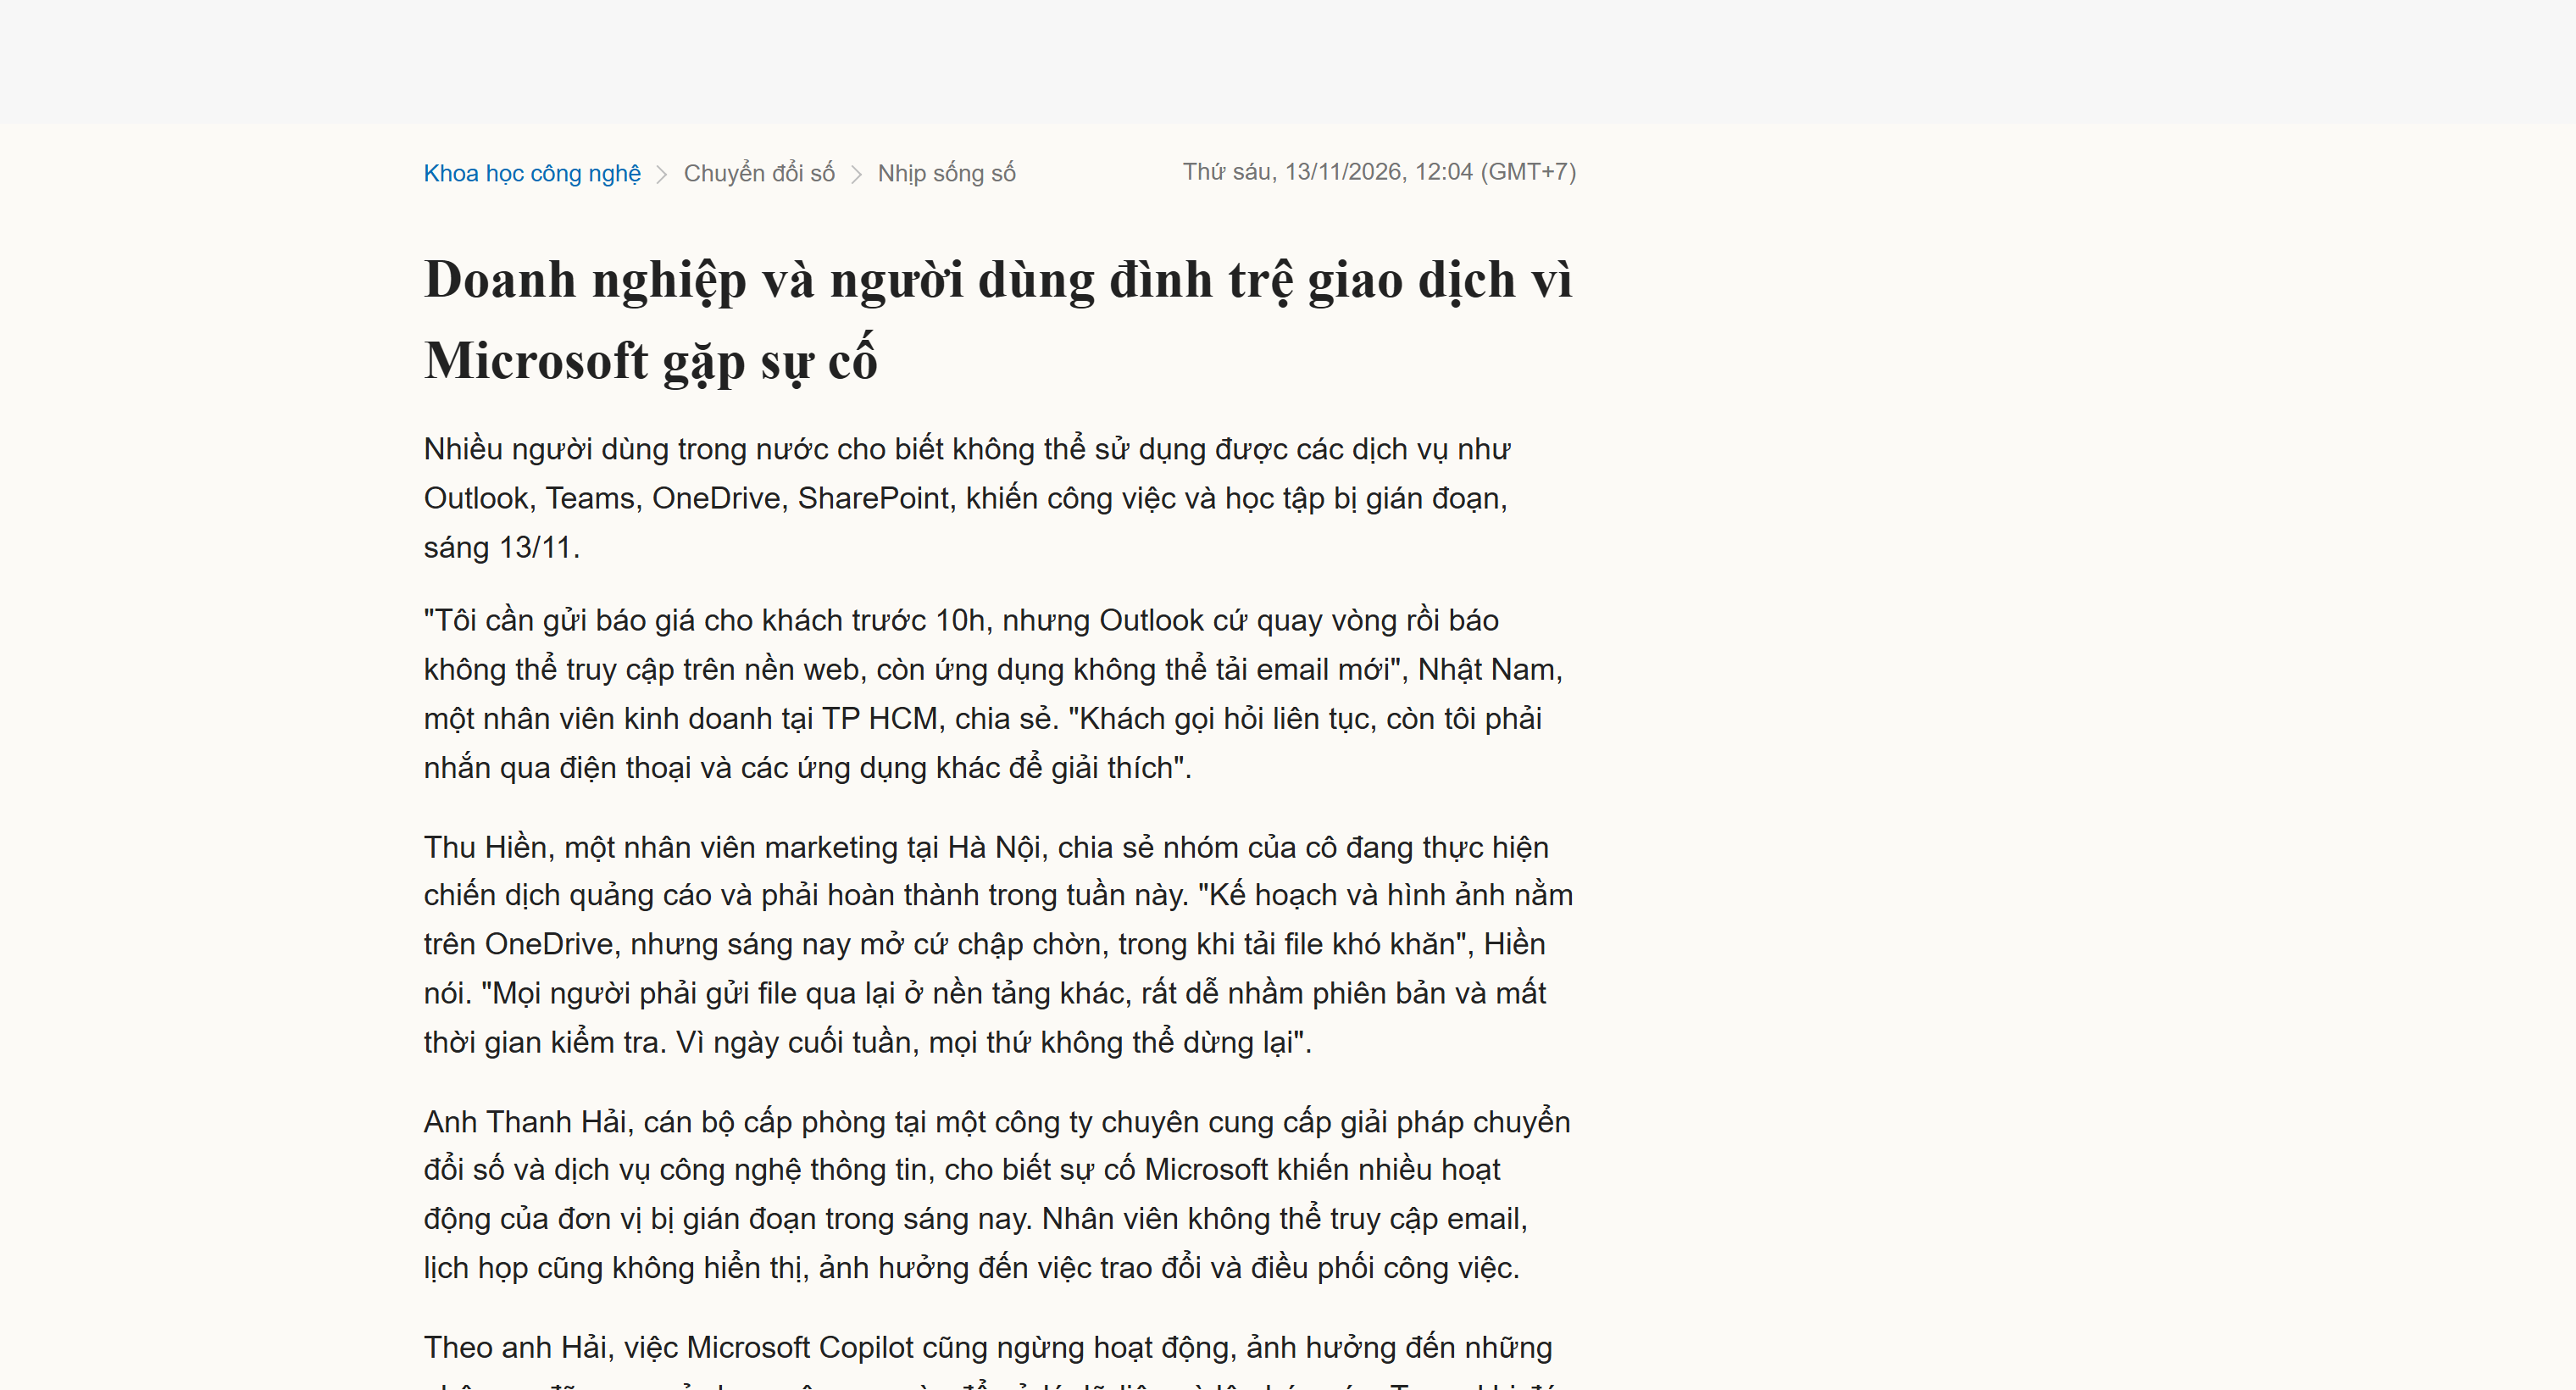 Khoa học công nghệ > Chuyển đổi số > Nhịp sống số Thứ sáu, 13/11/2026, 12:04 (GMT+7)
Doanh nghiệp và người dùng đình trệ giao dịch vì
Microsoft gặp sự cố
Nhiều người dùng trong nước cho biết không thể sử dụng được các dịch vụ như
Outlook, Teams, OneDrive, SharePoint, khiến công việc và học tập bị gián đoạn,
sáng 13/11.
"Tôi cần gửi báo giá cho khách trước 10h, nhưng Outlook cứ quay vòng rồi báo
không thể truy cập trên nền web, còn ứng dụng không thể tải email mới", Nhật Nam,
một nhân viên kinh doanh tại TP HCM, chia sẻ. "Khách gọi hỏi liên tục, còn tôi phải
nhắn qua điện thoại và các ứng dụng khác để giải thích".
Thu Hiền, một nhân viên marketing tại Hà Nội, chia sẻ nhóm của cô đang thực hiện
chiến dịch quảng cáo và phải hoàn thành trong tuần này. "Kế hoạch và hình ảnh nằm
trên OneDrive, nhưng sáng nay mở cứ chập chờn, trong khi tải file khó khăn", Hiền
nói. "Mọi người phải gửi file qua lại ở nền tảng khác, rất dễ nhầm phiên bản và mất
thời gian kiểm tra. Vì ngày cuối tuần, mọi thứ không thể dừng lại".
Anh Thanh Hải, cán bộ cấp phòng tại một công ty chuyên cung cấp giải pháp chuyển
đổi số và dịch vụ công nghệ thông tin, cho biết sự cố Microsoft khiến nhiều hoạt
động của đơn vị bị gián đoạn trong sáng nay. Nhân viên không thể truy cập email,
lịch họp cũng không hiển thị, ảnh hưởng đến việc trao đổi và điều phối công việc.
Theo anh Hải, việc Microsoft Copilot cũng ngừng hoạt động, ảnh hưởng đến những